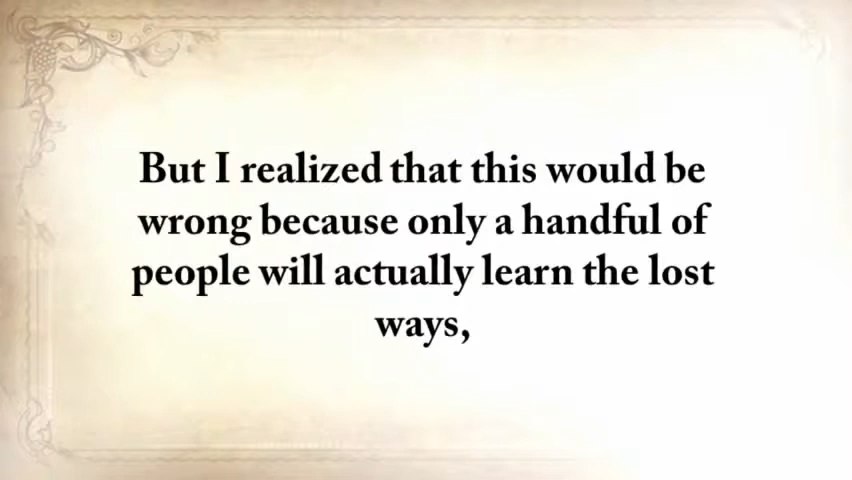 But I realized that this would be
wrong because only a handful of
people will actually learn the lost
ways,